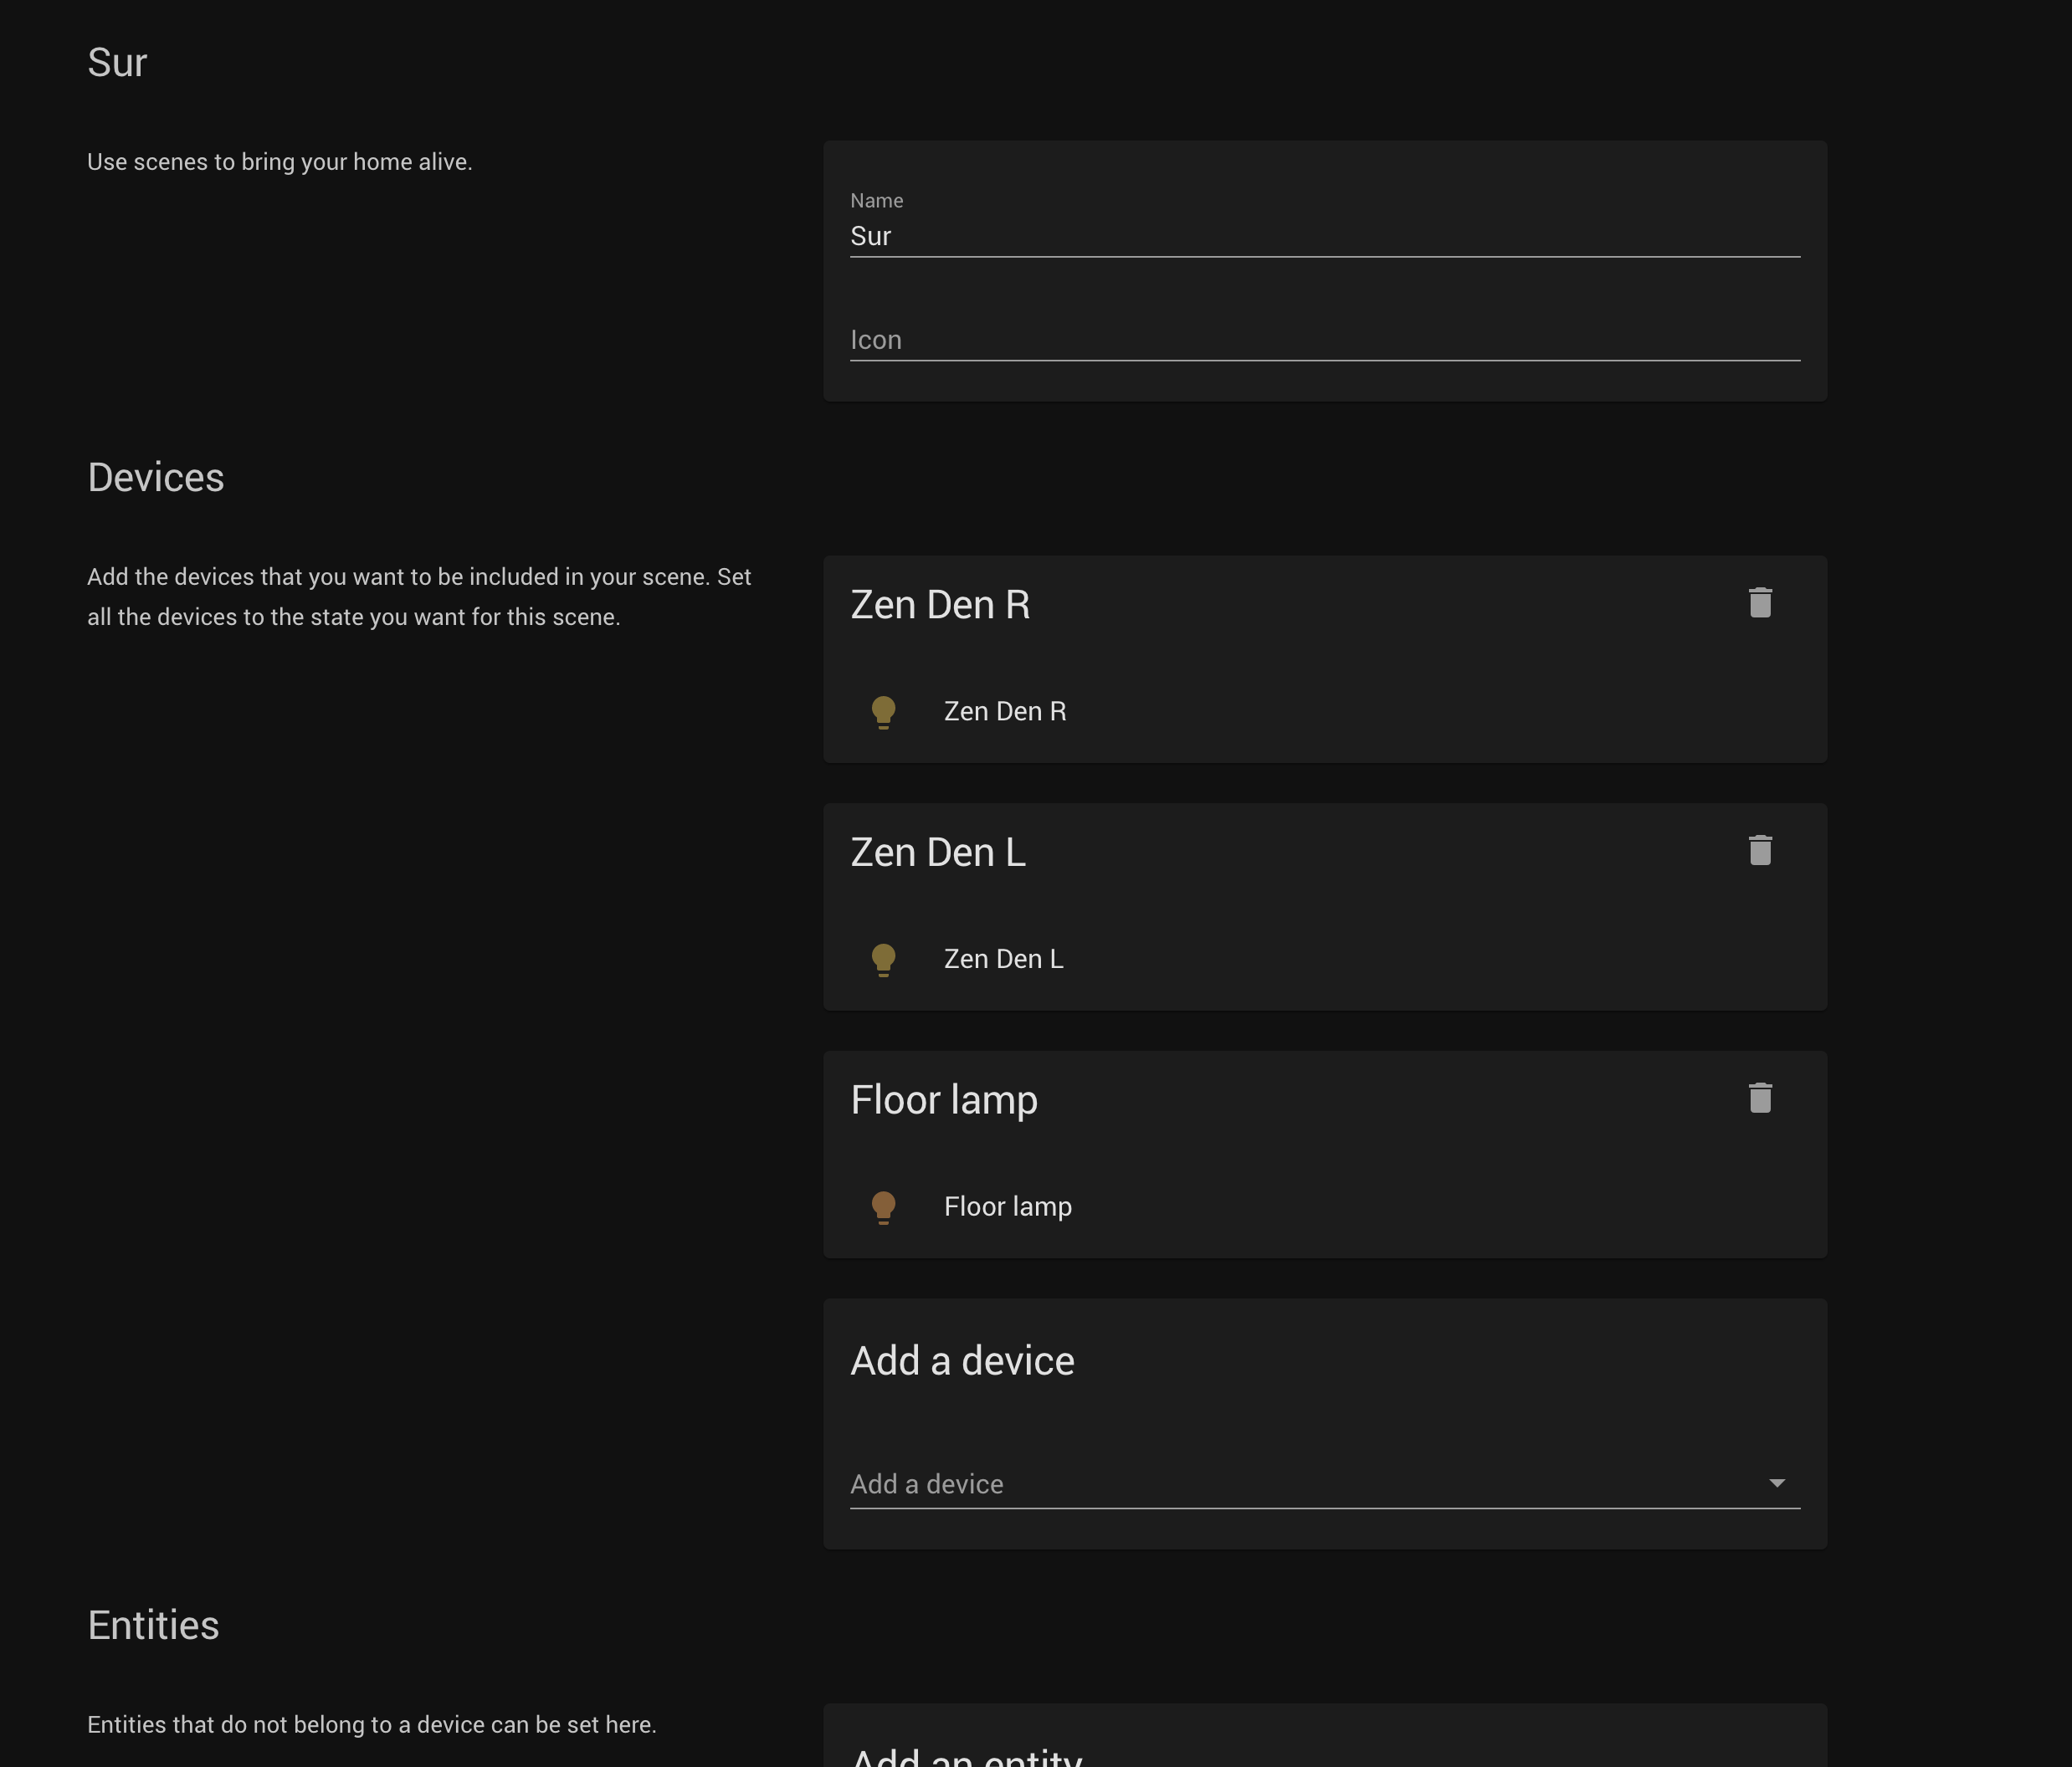 Sur
Use scenes to bring your home alive.
Name
Sur
Icon
Devices
Add the devices that you want to be included in your scene. Set
all the devices to the state you want for this scene.
Zen Den R
Zen Den R
Zen Den L
Zen Den L
Floor lamp
Floor lamp
Add a device
Add a device
Entities
Entities that do not belong to a device can be set here.
Add an entity